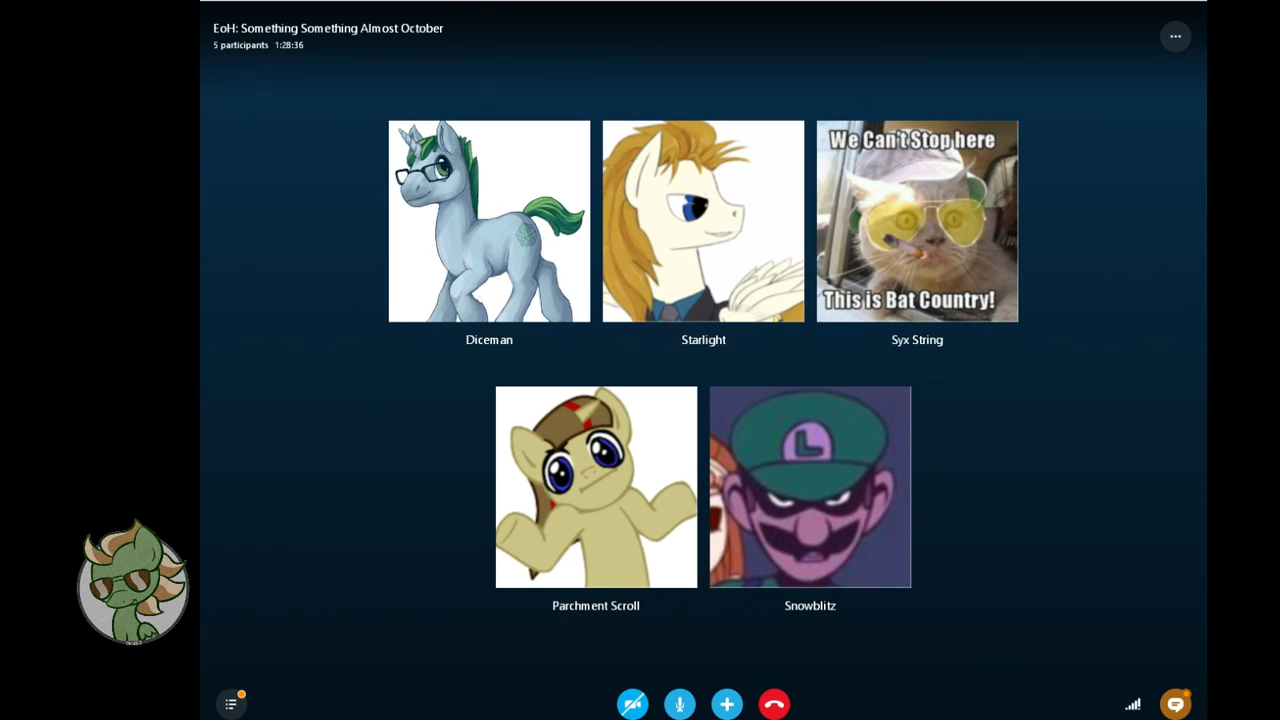 EoH: Something Something Almost October
5 participants 1:28:36
We Can't Stop here
This is Bat Country!
Diceman
Starlight
Syx String
L
Parchment Scroll
Snowblitz